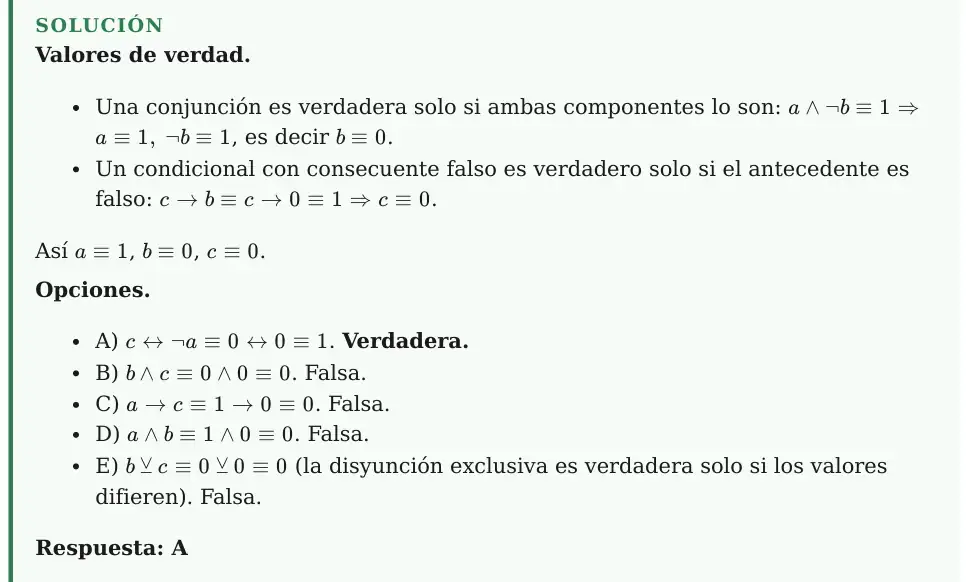 SOLUCIÓN
Valores de verdad.
• Una conjunción es verdadera solo si ambas componentes lo son: a ∧ ¬b ≡ 1 ⇒
a ≡ 1, ¬b ≡ 1, es decir b ≡ 0.
• Un condicional con consecuente falso es verdadero solo si el antecedente es
falso: c → b ≡ c → 0 ≡ 1 ⇒ c ≡ 0.
Así a ≡ 1, b ≡ 0, c ≡ 0.
Opciones.
• A) c ↔ ¬a ≡ 0 ↔ 0 ≡ 1. Verdadera.
• B) b ∧ c ≡ 0 ∧ 0 ≡ 0. Falsa.
• C) a → c ≡ 1 → 0 ≡ 0. Falsa.
• D) a ∧ b ≡ 1 ∧ 0 ≡ 0. Falsa.
• E) b ⊻ c ≡ 0 ⊻ 0 ≡ 0 (la disyunción exclusiva es verdadera solo si los valores
difieren). Falsa.
Respuesta: A